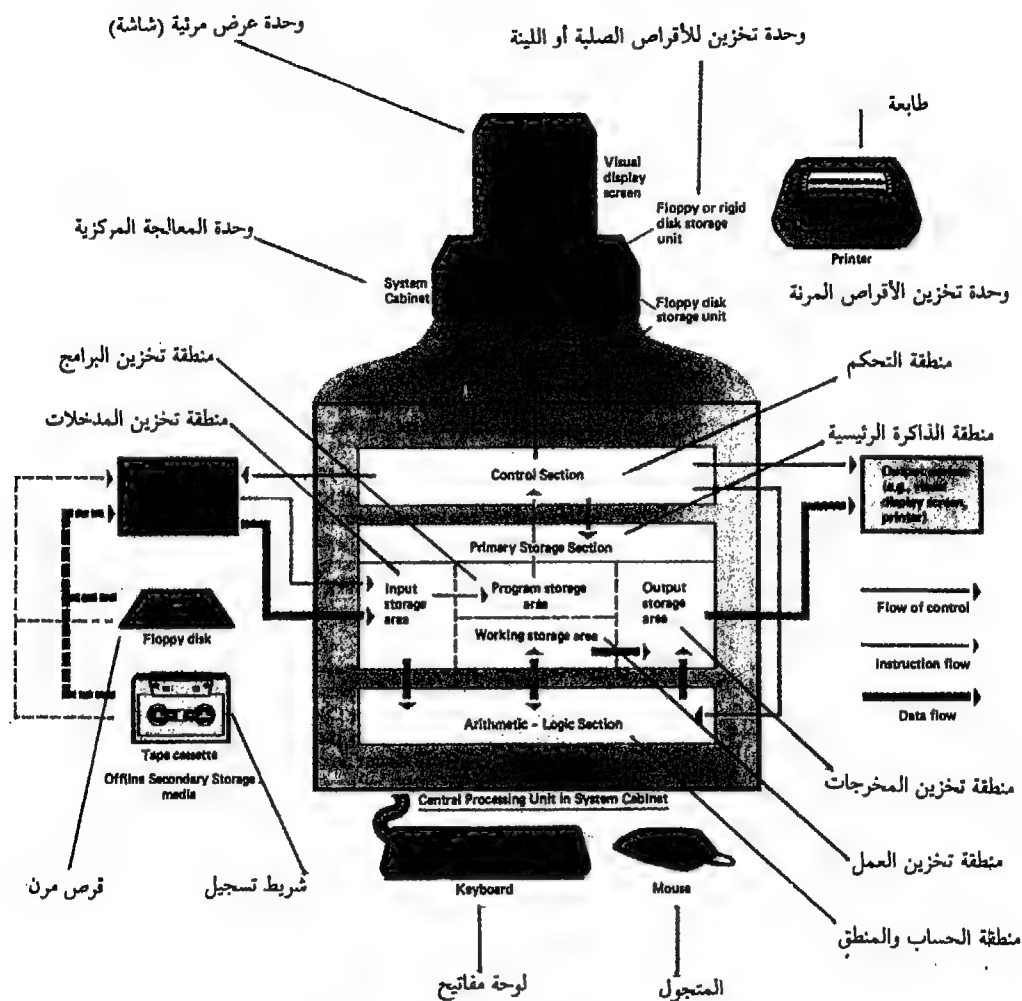 وحدة عرض مرئية (شاشة)
وحدة تخزين للأقراص الصلبة أو اللينة
طابعة
Visual
display
screen
Floppy or rigid
disk storage
unit
Printer
وحدة المعالجة المركزية
System
Cabinet
وحدة تخزين الأقراص المرنة
Floppy disk
storage unit
منطقة تخزين البرامج
منطقة التحكم
منطقة تخزين المدخلات
منطقة الذاكرة الرئيسية
Control Section
(e.g., visual
display screen,
printer)
Primary Storage Section
Input
storage
area
Program storage
area
Output
storage
area
Working storage area
Flow of control
Instruction flow
Data flow
Floppy disk
Arithmetic - Logic Section
Tape cassette
Offline Secondary Storage
media
منطقة تخزين المخرجات
Central Processing Unit in System Cabinet
منطقة تخزين العمل
Keyboard
Mouse
قرص مرن
شريط تسجيل
منطقة الحساب والمنطق
لوحة مفاتيح
المتجول